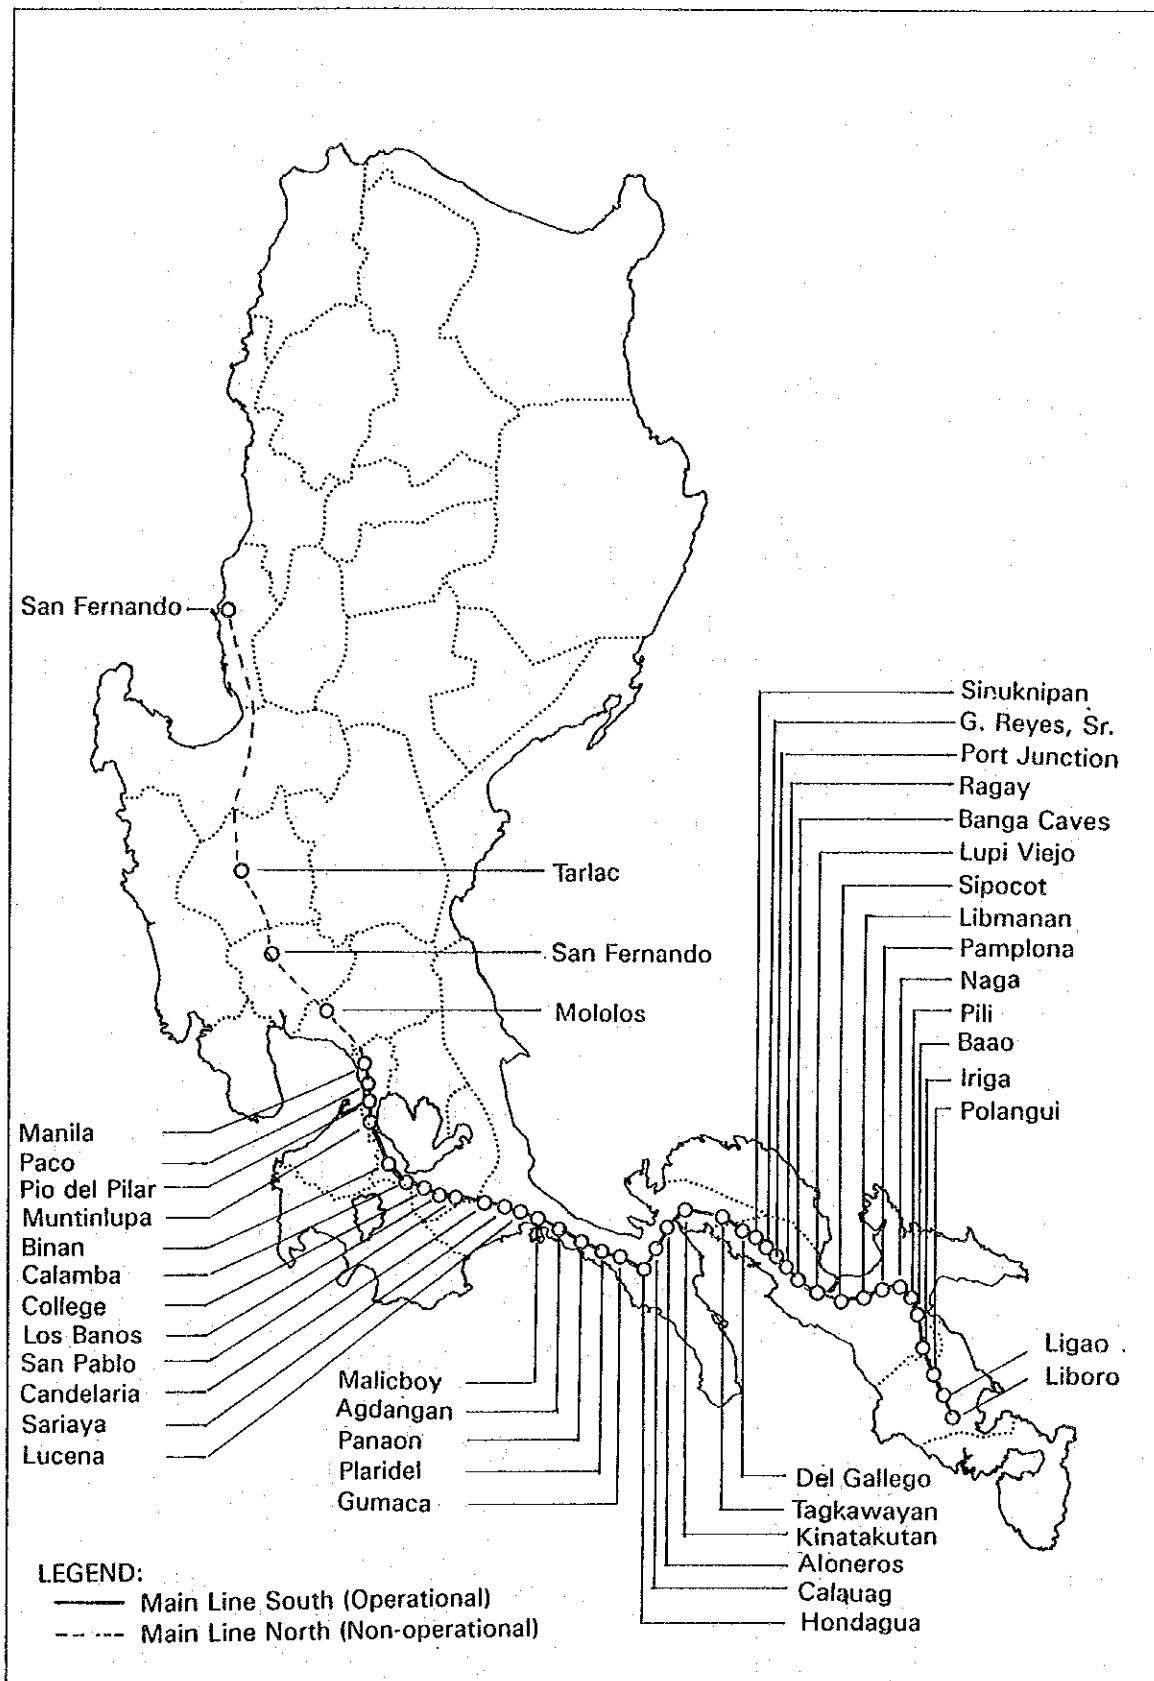 San Fernando
Tarlac
San Fernando
Mololos
Sinuknipan
G. Reyes, Sr.
Port Junction
Ragay
Banga Caves
Lupi Viejo
Sipocot
Libmanan
Pamplona
Naga
Pili
Baao
Iriga
Polangui
Manila
Paco
Pio del Pilar
Muntinlupa
Binan
Calamba
College
Los Banos
San Pablo
Candelaria
Sariaya
Lucena
Malicboy
Agdangan
Panaon
Plaridel
Gumaca
Ligao
Liboro
Del Gallego
Tagkawayan
Kinatakutan
Aloneros
Calauag
Hondagua
LEGEND:
Main Line South (Operational)
Main Line North (Non-operational)